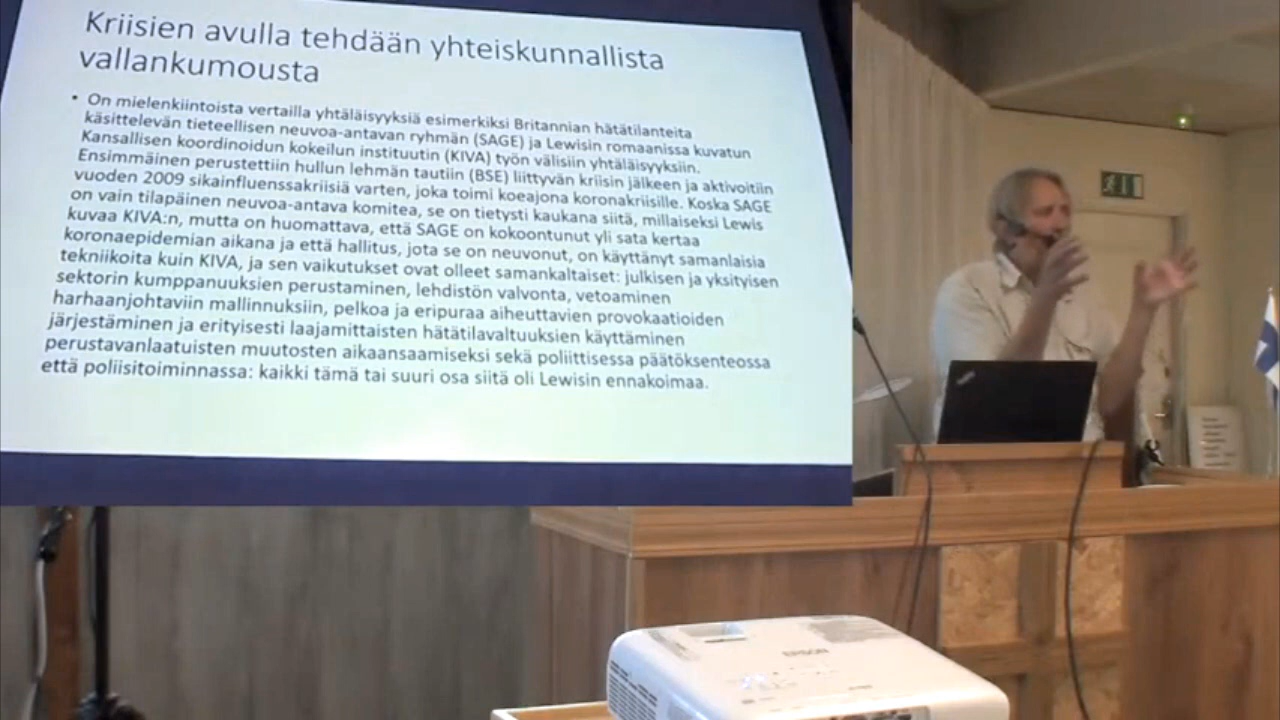 Kriisien avulla tehdään yhteiskunnallista
vallankumousta
• On mielenkiintoista vertailla yhtäläisyyksiä esimerkiksi Britannian hätätilanteita
käsittelevän tieteellisen neuvoa-antavan ryhmän (SAGE) ja Lewisin romaanissa kuvatun
Kansallisen koordinoidun kokeilun instituutin (KIVA) työn välisiin yhtäläisyyksiin.
Ensimmäinen perustettiin hullun lehmän tautiin (BSE) liittyvän kriisin jälkeen ja aktivoitiin
vuoden 2009 sikainfluenssakriisiä varten, joka toimi koeajona koronakriisille. Koska SAGE
on vain tilapäinen neuvoa-antava komitea, se on tietysti kaukana siitä, millaiseksi Lewis
kuvaa KIVA:n, mutta on huomattava, että SAGE on kokoontunut yli sata kertaa
koronaepidemian aikana ja että hallitus, jota se on neuvonut, on käyttänyt samanlaisia
tekniikoita kuin KIVA, ja sen vaikutukset ovat olleet samankaltaiset: julkisen ja yksityisen
sektorin kumppanuuksien perustaminen, lehdistön valvonta, vetoaminen
harhaanjohtaviin mallinnuksiin, pelkoa ja eripuraa aiheuttavien provokaatioiden
järjestäminen ja erityisesti laajamittaisten hätätilavaltuuksien käyttäminen
perustavanlaatuisten muutosten aikaansaamiseksi sekä poliittisessa päätöksenteossa
että poliisitoiminnassa: kaikki tämä tai suuri osa siitä oli Lewisin ennakoimaa.
EPSON